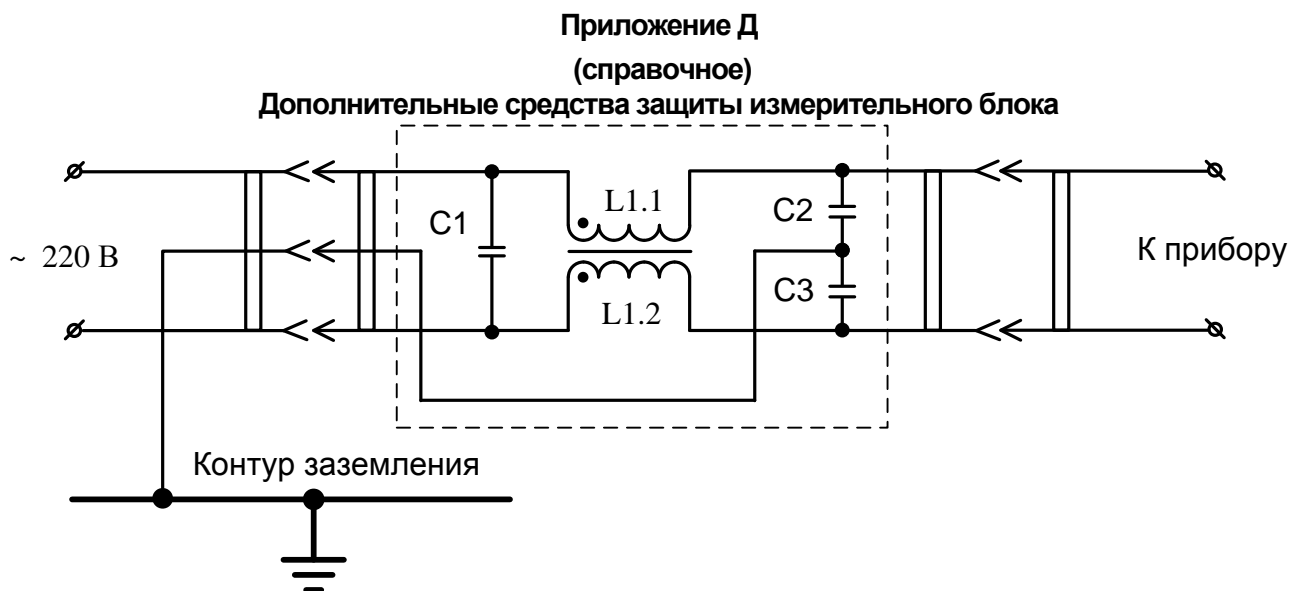 Приложение Д
(справочное)
Дополнительные средства защиты измерительного блока
L1.1
C1
C2
~ 220 В
К прибору
C3
L1.2
Контур заземления